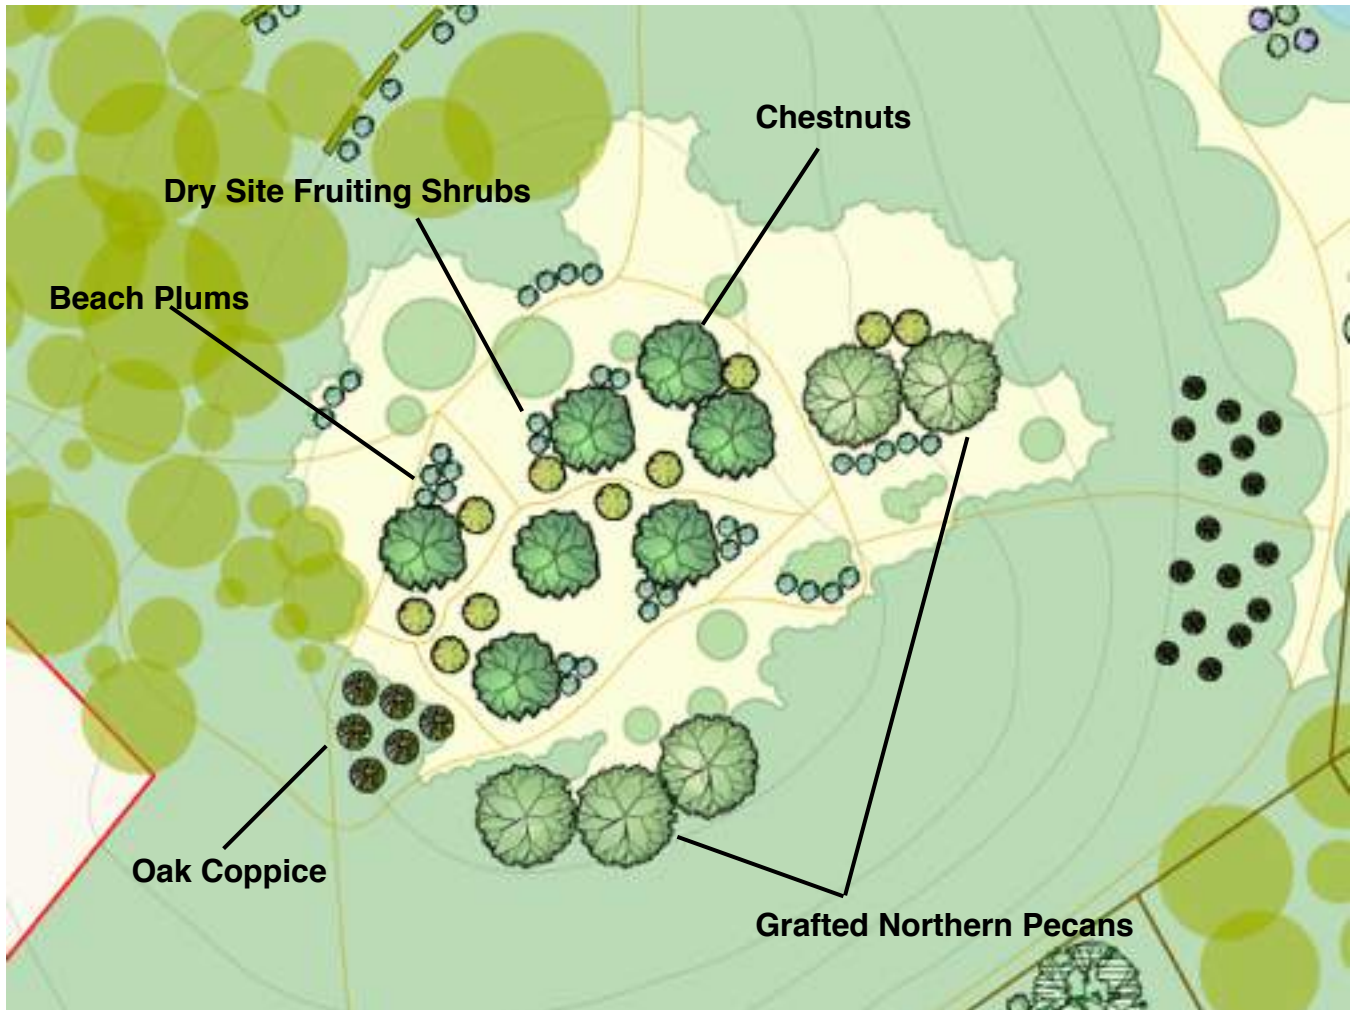 Chestnuts
Dry Site Fruiting Shrubs
Beach Plums
Oak Coppice
Grafted Northern Pecans